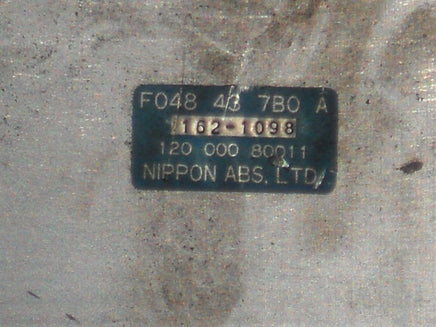 F048 43 7B0 A
162-1098
120 000 80011
NIPPON ABS, LTD